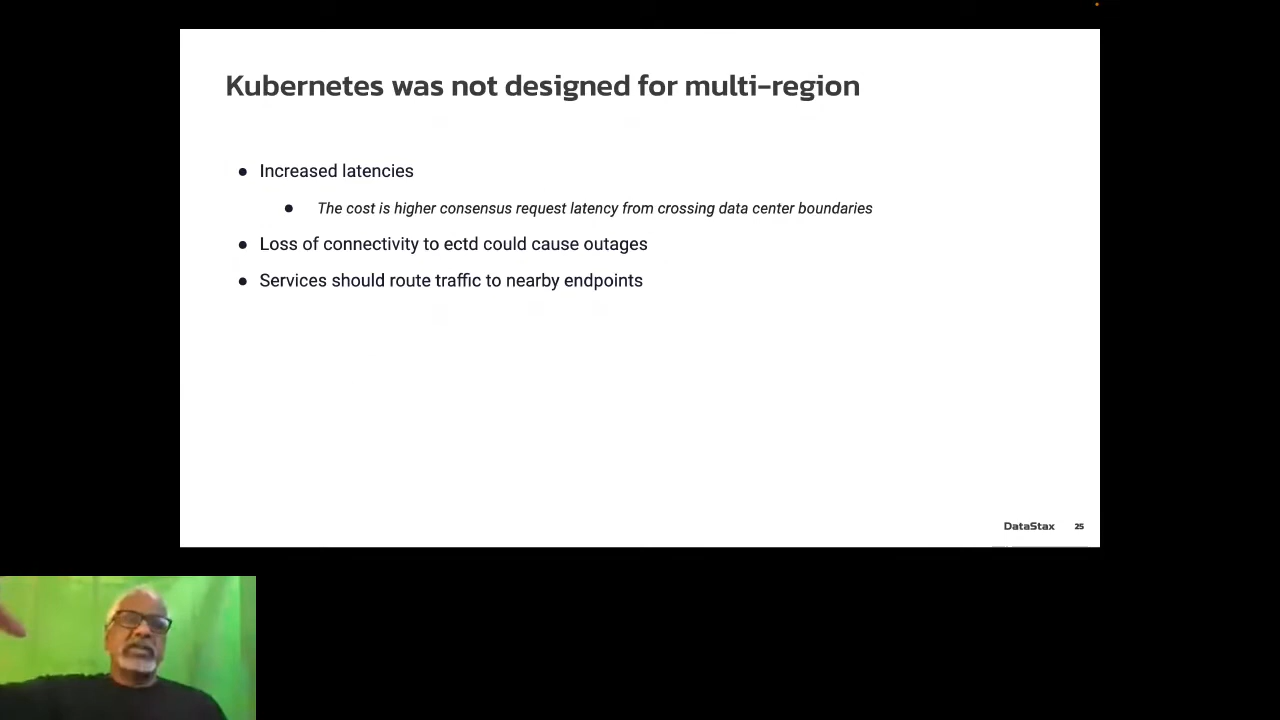 Kubernetes was not designed for multi-region
● Increased latencies
● The cost is higher consensus request latency from crossing data center boundaries
● Loss of connectivity to ectd could cause outages
● Services should route traffic to nearby endpoints
DataStax 25